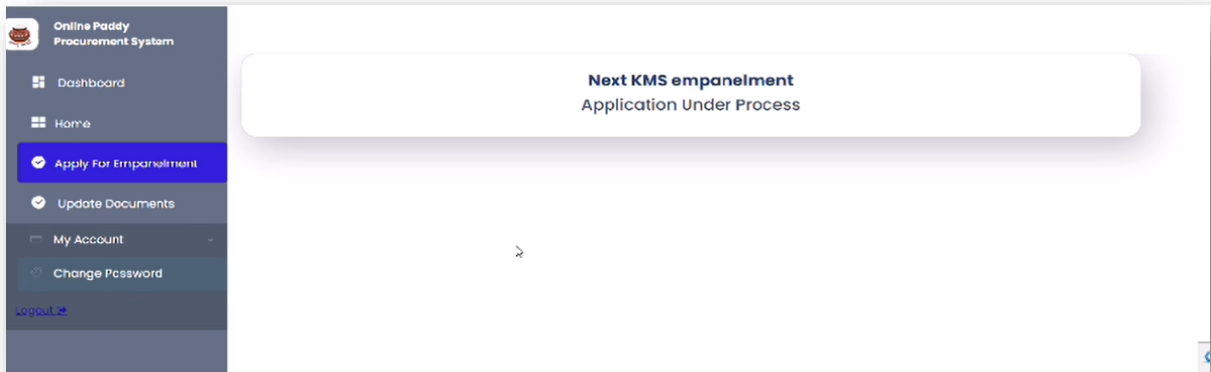 Online Paddy
Procurement System
Dashboard
Home
Apply For Empanelment
Update Documents
My Account
Change Password
Logout
Next KMS empanelment
Application Under Process